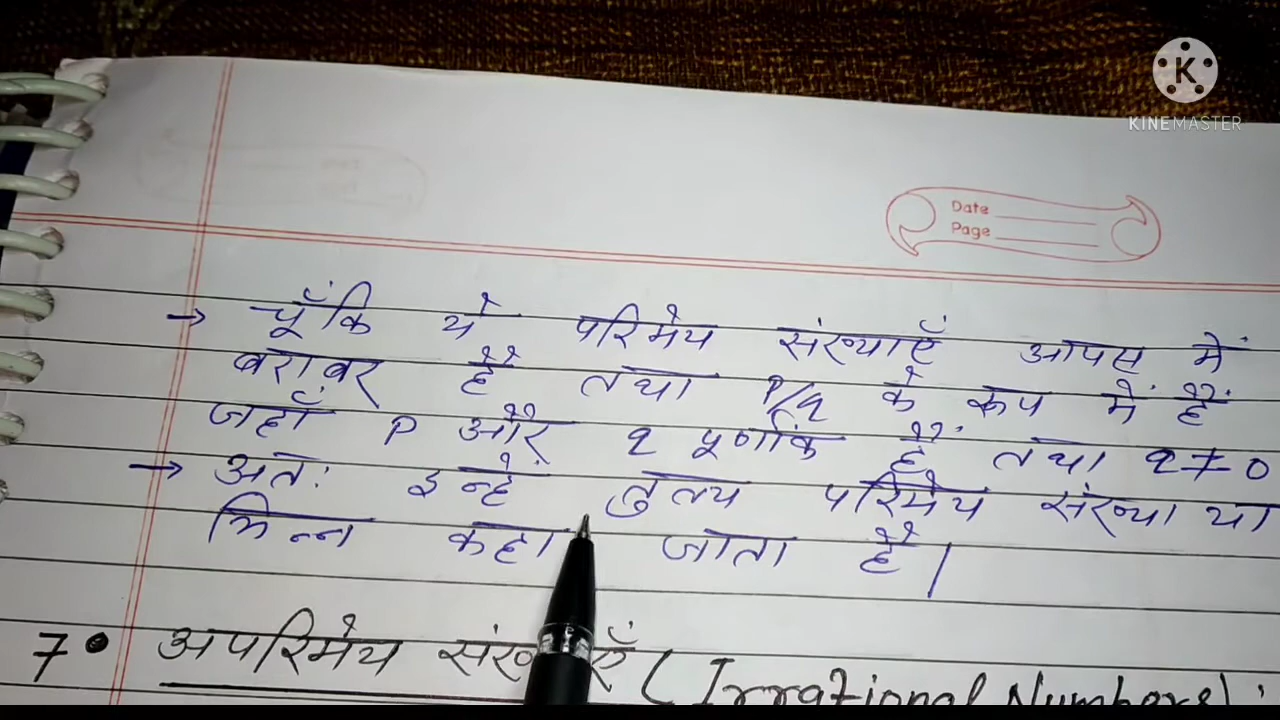 KINEMASTER
Date
Page
→ चूँकि ये परिमेय संख्याएँ आपस में
बराबर हैं तथा P/q के रूप में हैं
जहाँ P और q पूर्णांक हैं तथा q≠0
→ अतः इन्हें तुल्य परिमेय संख्या या
भिन्न कहा जाता है।
7• अपरिमेय संख्याएँ (Irrational Numbers):